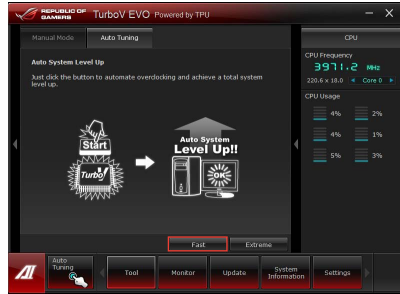 REPUBLIC OF
GAMERS
TurboV EVO Powered by TPU
Manual Mode
Auto Tuning
CPU
Auto System Level Up
Just click the button to automate overclocking and achieve a total system
level up.
CPU Frequency
3971.2 MHz
220.6 x 18.0
Core 0
CPU Usage
4%
2%
4%
1%
5%
3%
Start
Turbo!
Auto System
Level Up!!
OK
Fast
Extreme
Auto
Tuning
Tool
Monitor
Update
System
Information
Settings